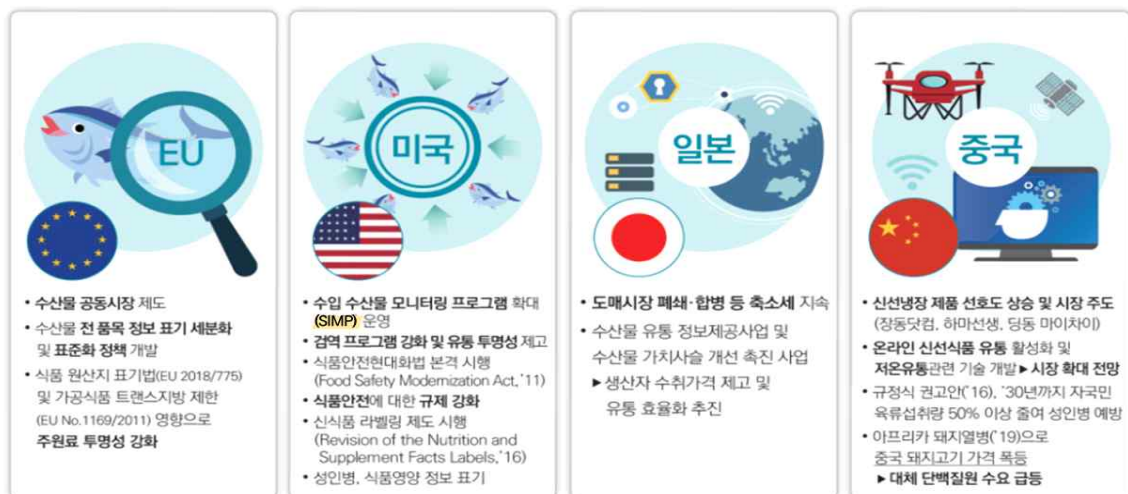 EU
• 수산물 공동시장 제도
• 수산물 전 품목 정보 표기 세분화
및 표준화 정책 개발
• 식품 원산지 표기법(EU 2018/775)
및 가공식품 트랜스지방 제한
(EU No.1169/2011) 영향으로
주원료 투명성 강화
미국
• 수입 수산물 모니터링 프로그램 확대
(SIMP) 운영
• 검역 프로그램 강화 및 유통 투명성 제고
• 식품안전현대화법 본격 시행
(Food Safety Modernization Act,'11)
• 식품안전에 대한 규제 강화
• 신식품 라벨링 제도 시행
(Revision of the Nutrition and
Supplement Facts Labels,'16)
• 성인병, 식품영양 정보 표기
일본
• 도매시장 폐쇄·합병 등 축소세 지속
• 수산물 유통 정보제공사업 및
수산물 가치사슬 개선 촉진 사업
▶생산자 수취가격 제고 및
유통 효율화 추진
중국
• 신선냉장 제품 선호도 상승 및 시장 주도
(징동닷컴, 하마선생, 딩동 마이차이)
• 온라인 신선식품 유통 활성화 및
저온유통관련 기술 개발▶시장 확대 전망
• 규정식 권고안('16), '30년까지 자국민
육류섭취량 50% 이상 줄여 성인병 예방
• 아프리카 돼지열병('19)으로
중국 돼지고기 가격 폭등
▶대체 단백질원 수요 급등